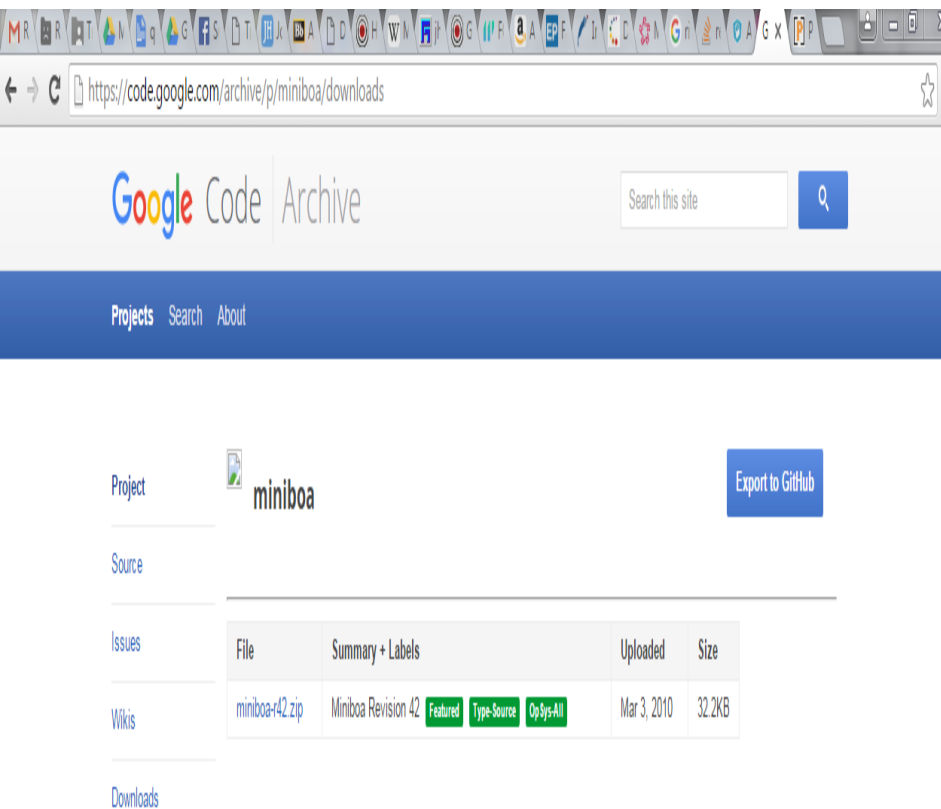 https://code.google.com/archive/p/miniboa/downloads
Google Code Archive
Search this site
Projects Search About
Project
miniboa
Export to GitHub
Source
Issues
File Summary + Labels Uploaded Size
miniboa-r42.zip Miniboa Revision 42 Featured Type-Source OpSys-All Mar 3, 2010 32.2KB
Wikis
Downloads